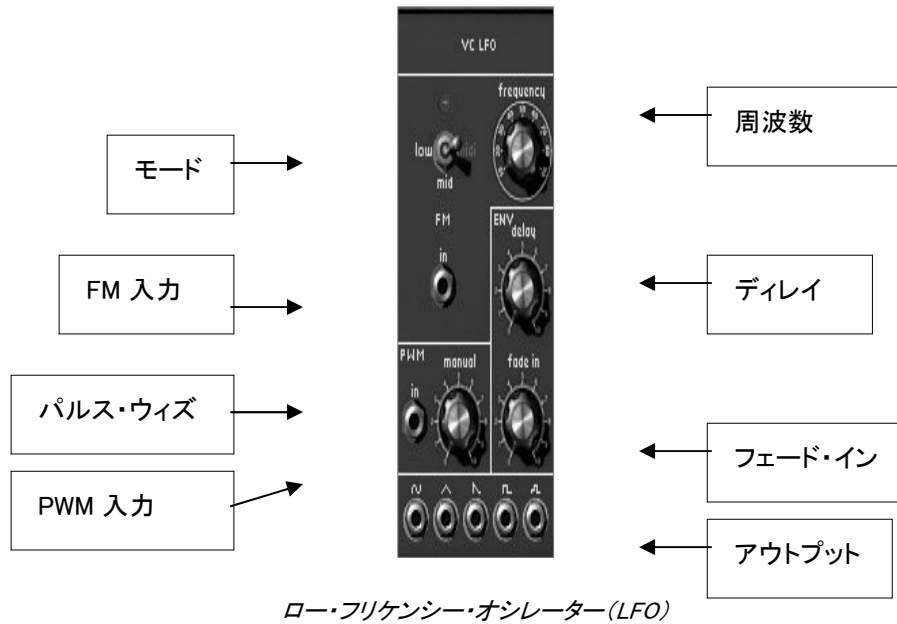 VC LFO
frequency
low
midi
mid
FM
in
ENV
delay
PWM
manual
in
fade in
モード
FM 入力
パルス・ウィズ
PWM 入力
周波数
ディレイ
フェード・イン
アウトプット
ロー・フリケンシー・オシレーター(LFO)